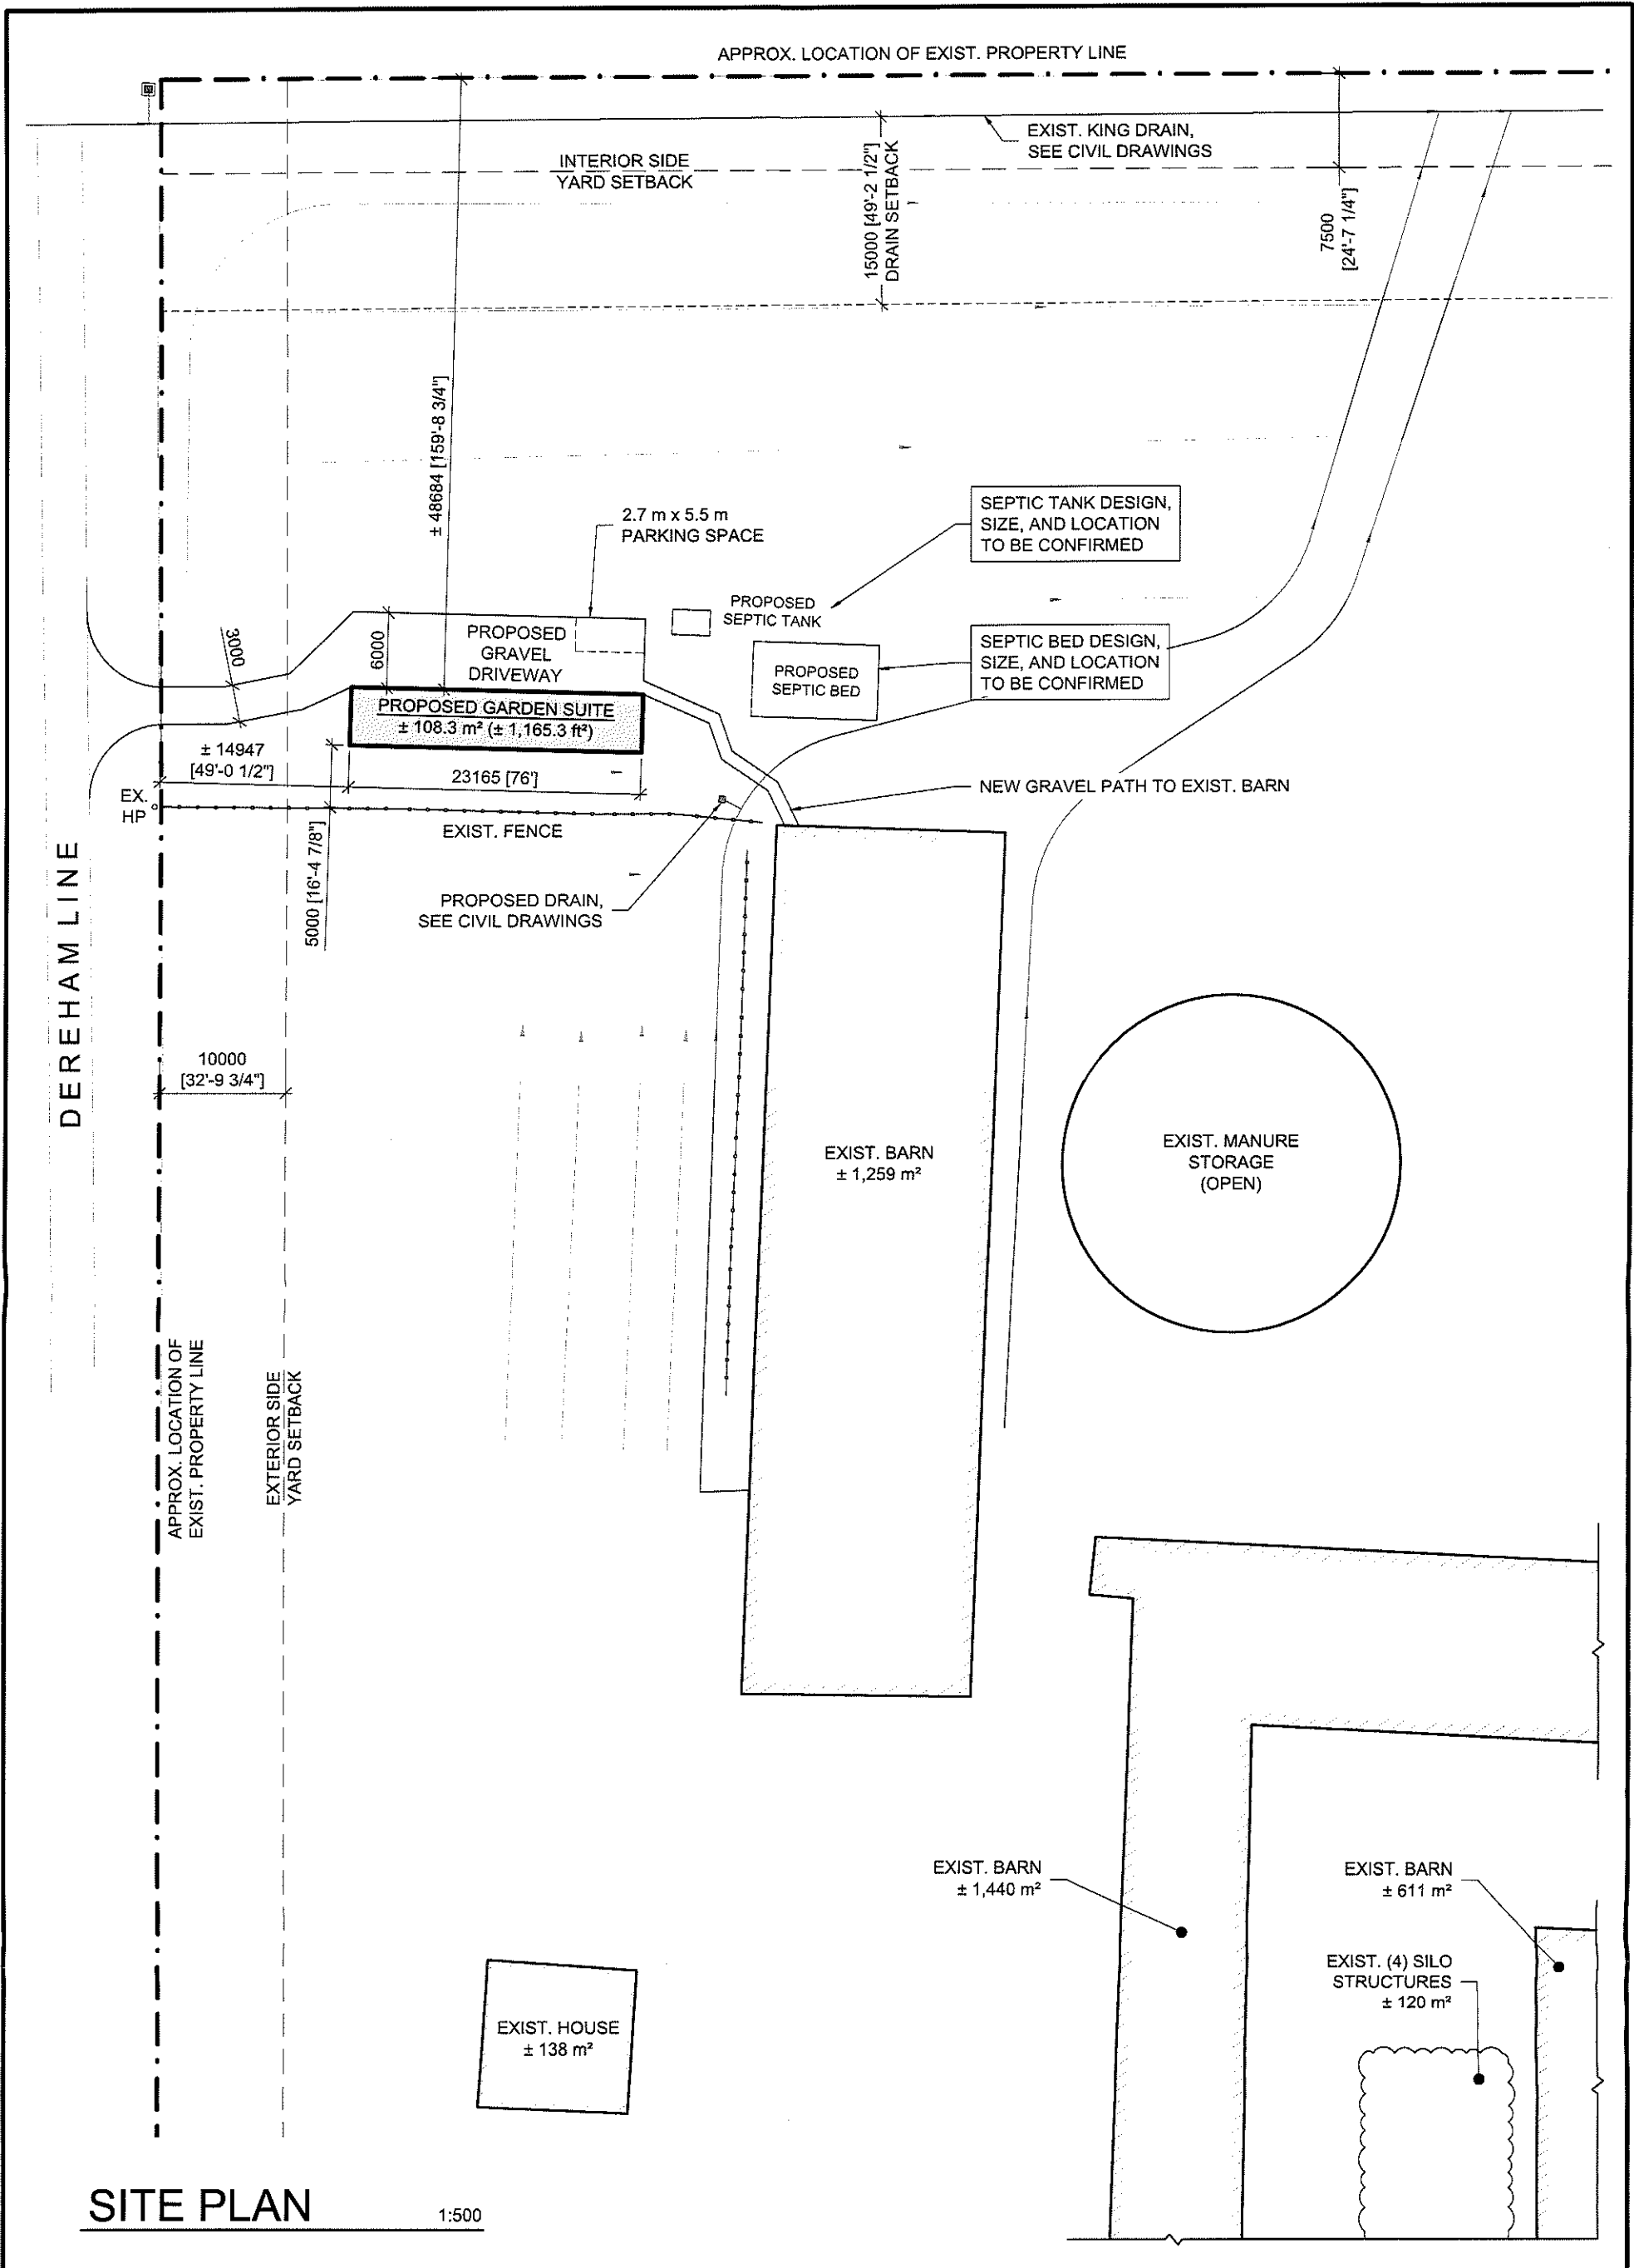 APPROX. LOCATION OF EXIST. PROPERTY LINE
EXIST. KING DRAIN,
SEE CIVIL DRAWINGS
INTERIOR SIDE
YARD SETBACK
15000 [49'-2 1/2"]
DRAIN SETBACK
7500
[24'-7 1/4"]
± 48684 [159'-8 3/4"]
2.7 m x 5.5 m
PARKING SPACE
SEPTIC TANK DESIGN,
SIZE, AND LOCATION
TO BE CONFIRMED
PROPOSED
SEPTIC TANK
3000
6000
PROPOSED
GRAVEL
DRIVEWAY
SEPTIC BED DESIGN,
SIZE, AND LOCATION
TO BE CONFIRMED
PROPOSED
SEPTIC BED
PROPOSED GARDEN SUITE
± 108.3 m² (± 1,165.3 ft²)
± 14947
[49'-0 1/2"]
23165 [76']
NEW GRAVEL PATH TO EXIST. BARN
EX.
HP
EXIST. FENCE
5000 [16'-4 7/8"]
PROPOSED DRAIN,
SEE CIVIL DRAWINGS
DEREHAM LINE
10000
[32'-9 3/4"]
EXIST. BARN
± 1,259 m²
EXIST. MANURE
STORAGE
(OPEN)
APPROX. LOCATION OF
EXIST. PROPERTY LINE
EXTERIOR SIDE
YARD SETBACK
EXIST. BARN
± 1,440 m²
EXIST. BARN
± 611 m²
EXIST. (4) SILO
STRUCTURES
± 120 m²
EXIST. HOUSE
± 138 m²
SITE PLAN
1:500